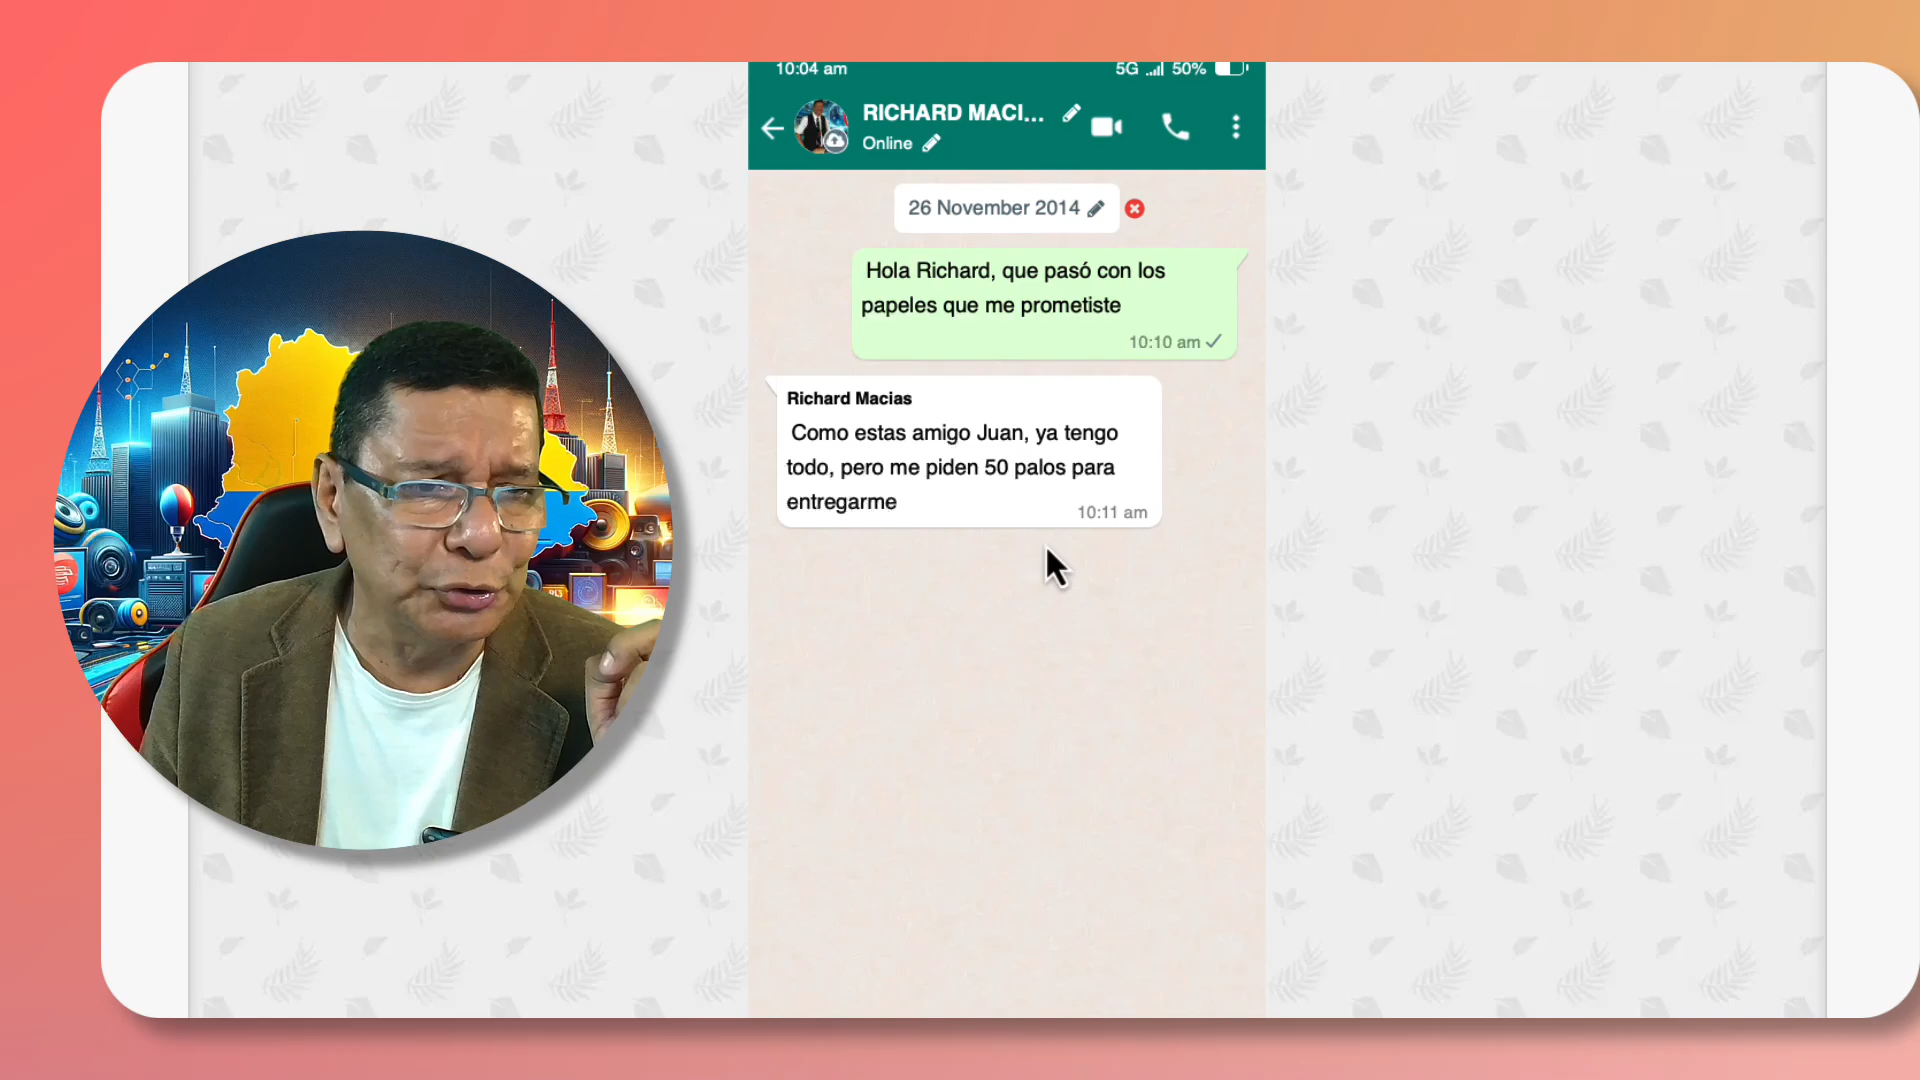 10:04 am
5G
50%
RICHARD MACI...
Online
26 November 2014
Hola Richard, que pasó con los
papeles que me prometiste
10:10 am
Richard Macias
Como estas amigo Juan, ya tengo
todo, pero me piden 50 palos para
entregarme
10:11 am